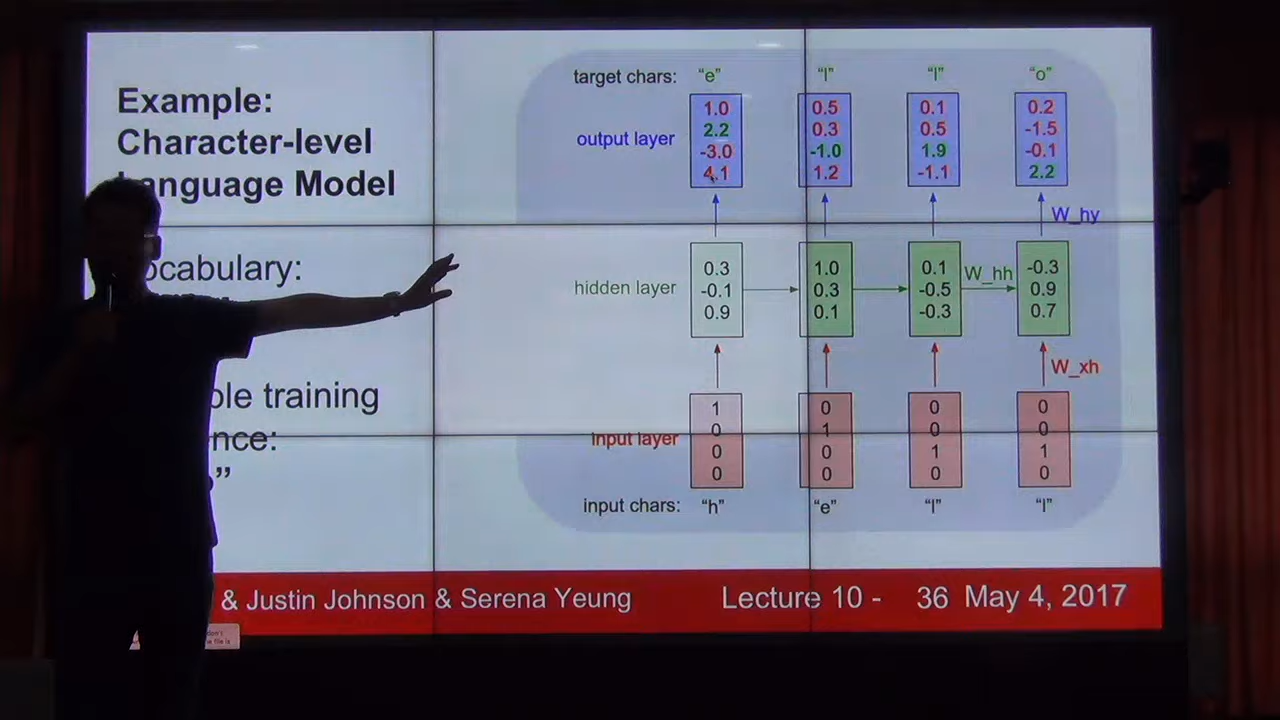 Example:
Character-level
Language Model
ocabulary:
ple training
nce:
”
target chars: “e” “l” “l” “o”
output layer
1.0 0.5 0.1 0.2
2.2 0.3 0.5 -1.5
-3.0 -1.0 1.9 -0.1
4.1 1.2 -1.1 2.2
W_hy
hidden layer
0.3 1.0 0.1 -0.3
-0.1 0.3 -0.5 0.9
0.9 0.1 -0.3 0.7
W_hh
W_xh
input layer
1 0 0 0
0 1 0 0
0 0 1 1
0 0 0 0
input chars: “h” “e” “l” “l”
& Justin Johnson & Serena Yeung
Lecture 10 - 36 May 4, 2017